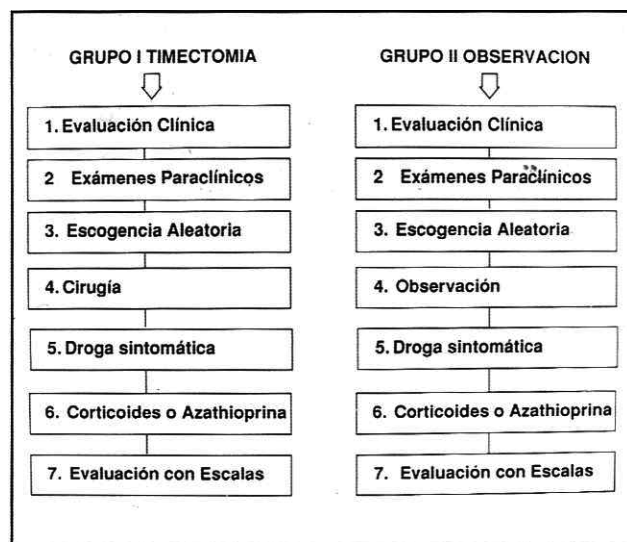 GRUPO I TIMECTOMIA
1. Evaluación Clínica
2 Exámenes Paraclínicos
3. Escogencia Aleatoria
4. Cirugía
5. Droga sintomática
6. Corticoides o Azathioprina
7. Evaluación con Escalas
GRUPO II OBSERVACION
1. Evaluación Clínica
2 Exámenes Paraclínicos
3. Escogencia Aleatoria
4. Observación
5. Droga sintomática
6. Corticoides o Azathioprina
7. Evaluación con Escalas